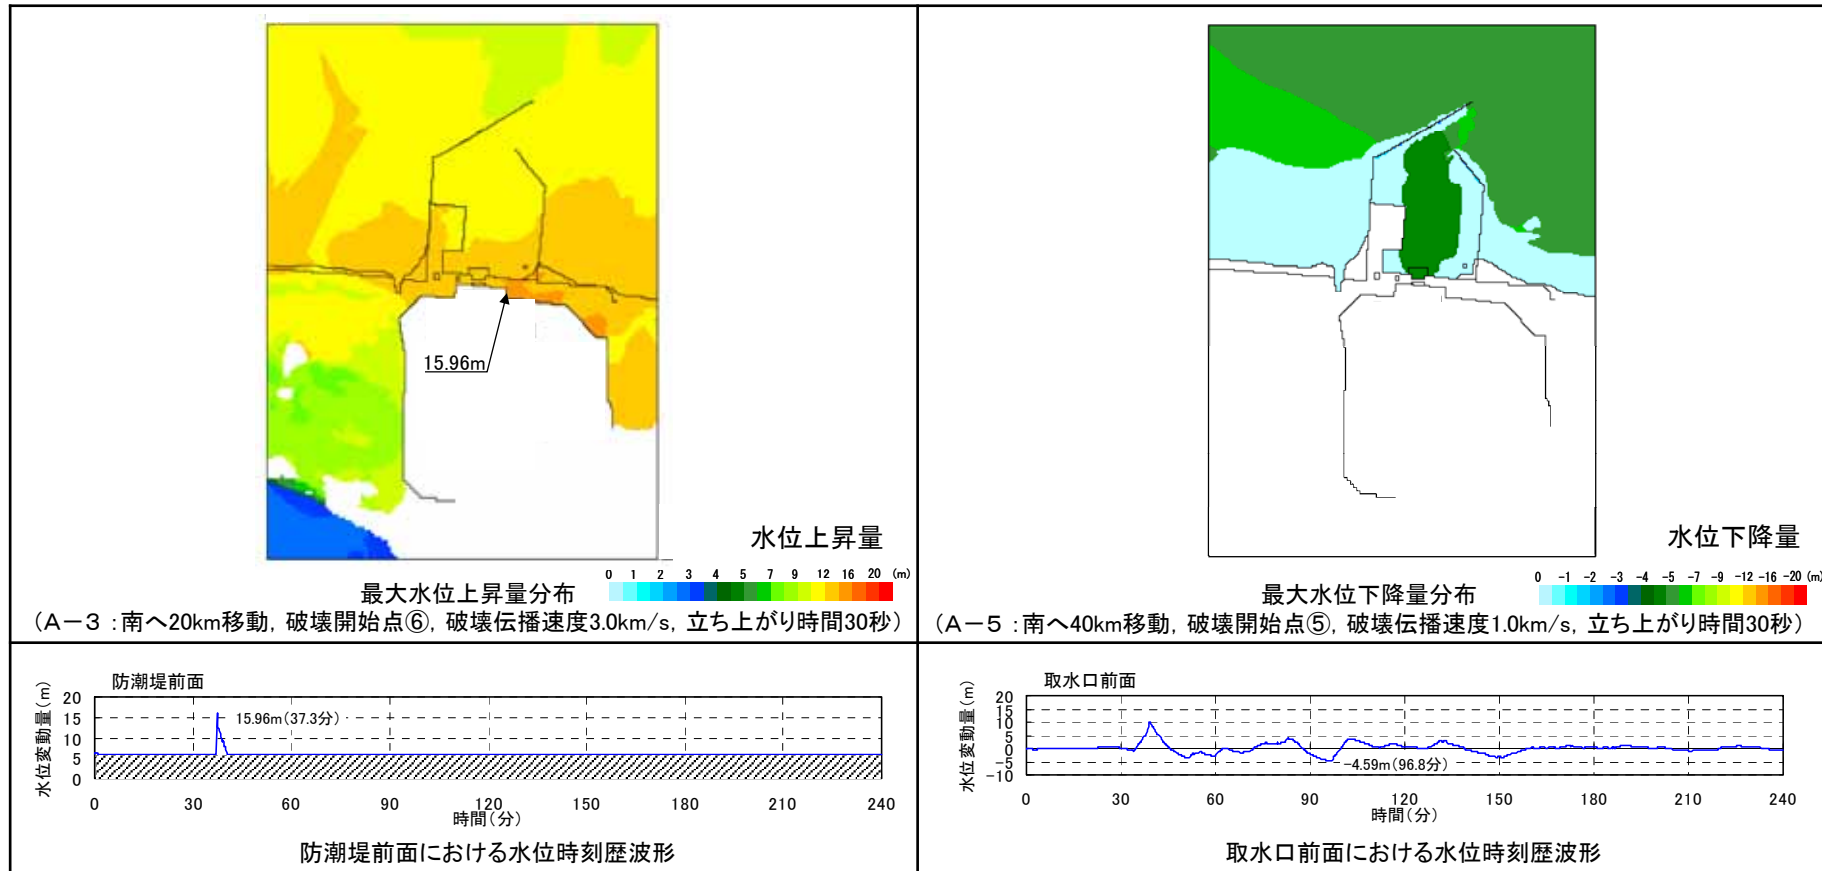 15.96m
水位上昇量
0 1 2 3 4 5 7 9 12 16 20 (m)
最大水位上昇量分布
(A-3:南へ20km移動,破壊開始点⑥,破壊伝播速度3.0km/s,立ち上がり時間30秒)
水位下降量
0 -1 -2 -3 -4 -5 -7 -9 -12 -16 -20 (m)
最大水位下降量分布
(A-5:南へ40km移動,破壊開始点⑤,破壊伝播速度1.0km/s,立ち上がり時間30秒)
防潮堤前面
水位変動量(m)
20
15
10
5
0
15.96m(37.3分)
0 30 60 90 120 150 180 210 240
時間(分)
防潮堤前面における水位時刻歴波形
取水口前面
水位変動量(m)
20
15
10
5
0
-5
-10
-4.59m(96.8分)
0 30 60 90 120 150 180 210 240
時間(分)
取水口前面における水位時刻歴波形